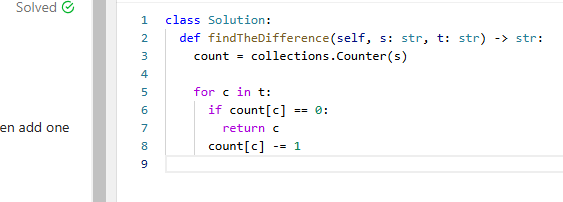 Solved
en add one
1 class Solution:
2   def findTheDifference(self, s: str, t: str) -> str:
3     count = collections.Counter(s)
4
5     for c in t:
6       if count[c] == 0:
7         return c
8       count[c] -= 1
9